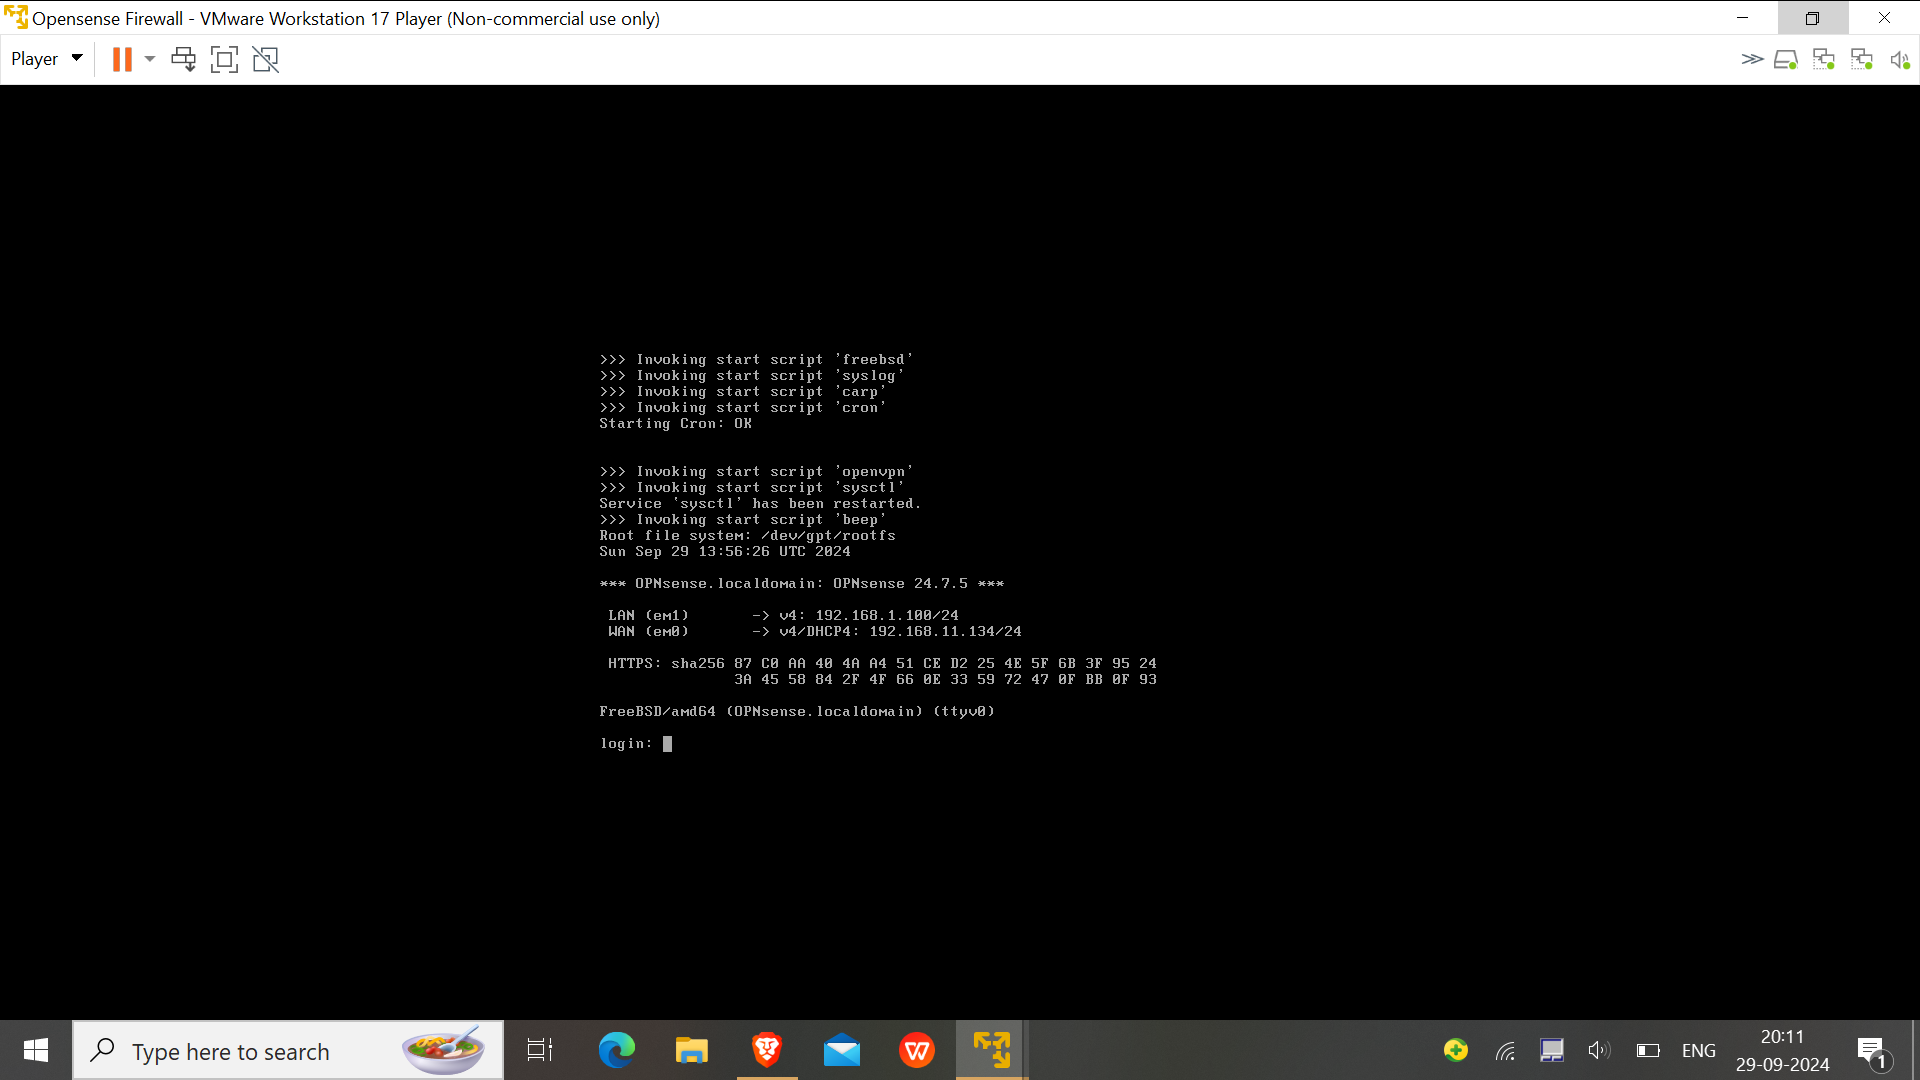 Opensense Firewall - VMware Workstation 17 Player (Non-commercial use only)
Player
>>> Invoking start script 'freebsd'
>>> Invoking start script 'syslog'
>>> Invoking start script 'carp'
>>> Invoking start script 'cron'
Starting Cron: OK
>>> Invoking start script 'openvpn'
>>> Invoking start script 'sysctl'
Service `sysctl' has been restarted.
>>> Invoking start script 'beep'
Root file system: /dev/gpt/rootfs
Sun Sep 29 13:56:26 UTC 2024
*** OPNsense.localdomain: OPNsense 24.7.5 ***
LAN (em1) -> v4: 192.168.1.100/24
WAN (em0) -> v4/DHCP4: 192.168.11.134/24
HTTPS: sha256 87 C0 AA 40 4A A4 51 CE D2 25 4E 5F 6B 3F 95 24
3A 45 58 84 2F 4F 66 0E 33 59 72 47 0F BB 0F 93
FreeBSD/amd64 (OPNsense.localdomain) (ttyv0)
login:
Type here to search
W
ENG
20:11
29-09-2024
1